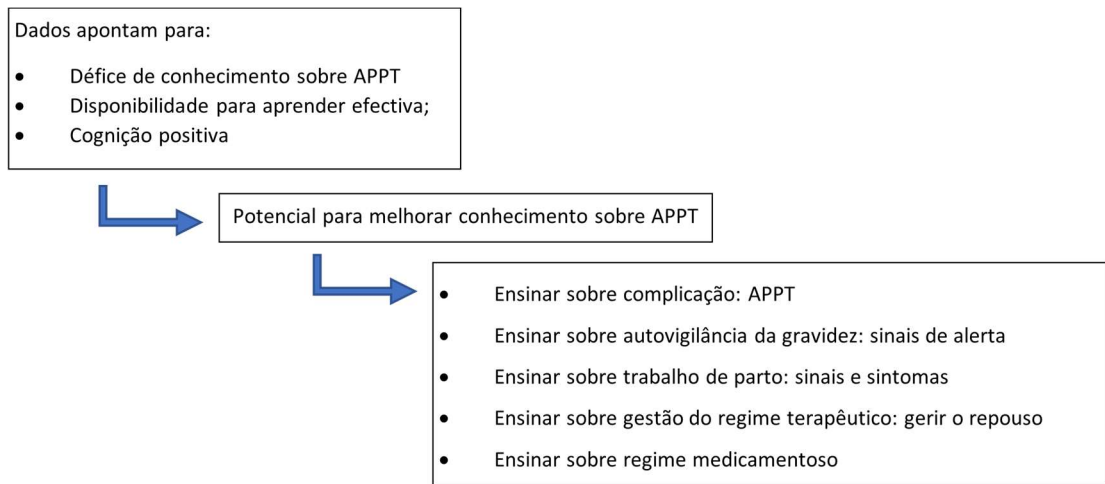 Dados apontam para:
• Défice de conhecimento sobre APPT
• Disponibilidade para aprender efectiva;
• Cognição positiva
Potencial para melhorar conhecimento sobre APPT
• Ensinar sobre complicação: APPT
• Ensinar sobre autovigilância da gravidez: sinais de alerta
• Ensinar sobre trabalho de parto: sinais e sintomas
• Ensinar sobre gestão do regime terapêutico: gerir o repouso
• Ensinar sobre regime medicamentoso